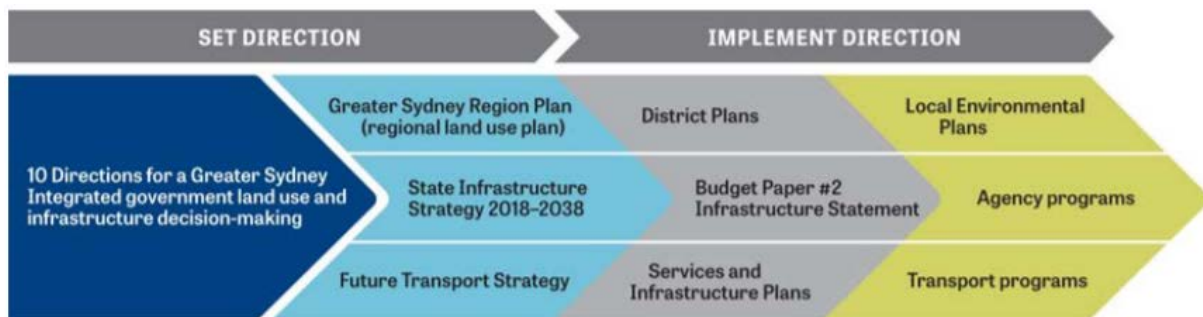 SET DIRECTION
IMPLEMENT DIRECTION
10 Directions for a Greater Sydney
Integrated government land use and
infrastructure decision-making
Greater Sydney Region Plan
(regional land use plan)
District Plans
Local Environmental
Plans
State Infrastructure
Strategy 2018–2038
Budget Paper #2
Infrastructure Statement
Agency programs
Future Transport Strategy
Services and
Infrastructure Plans
Transport programs